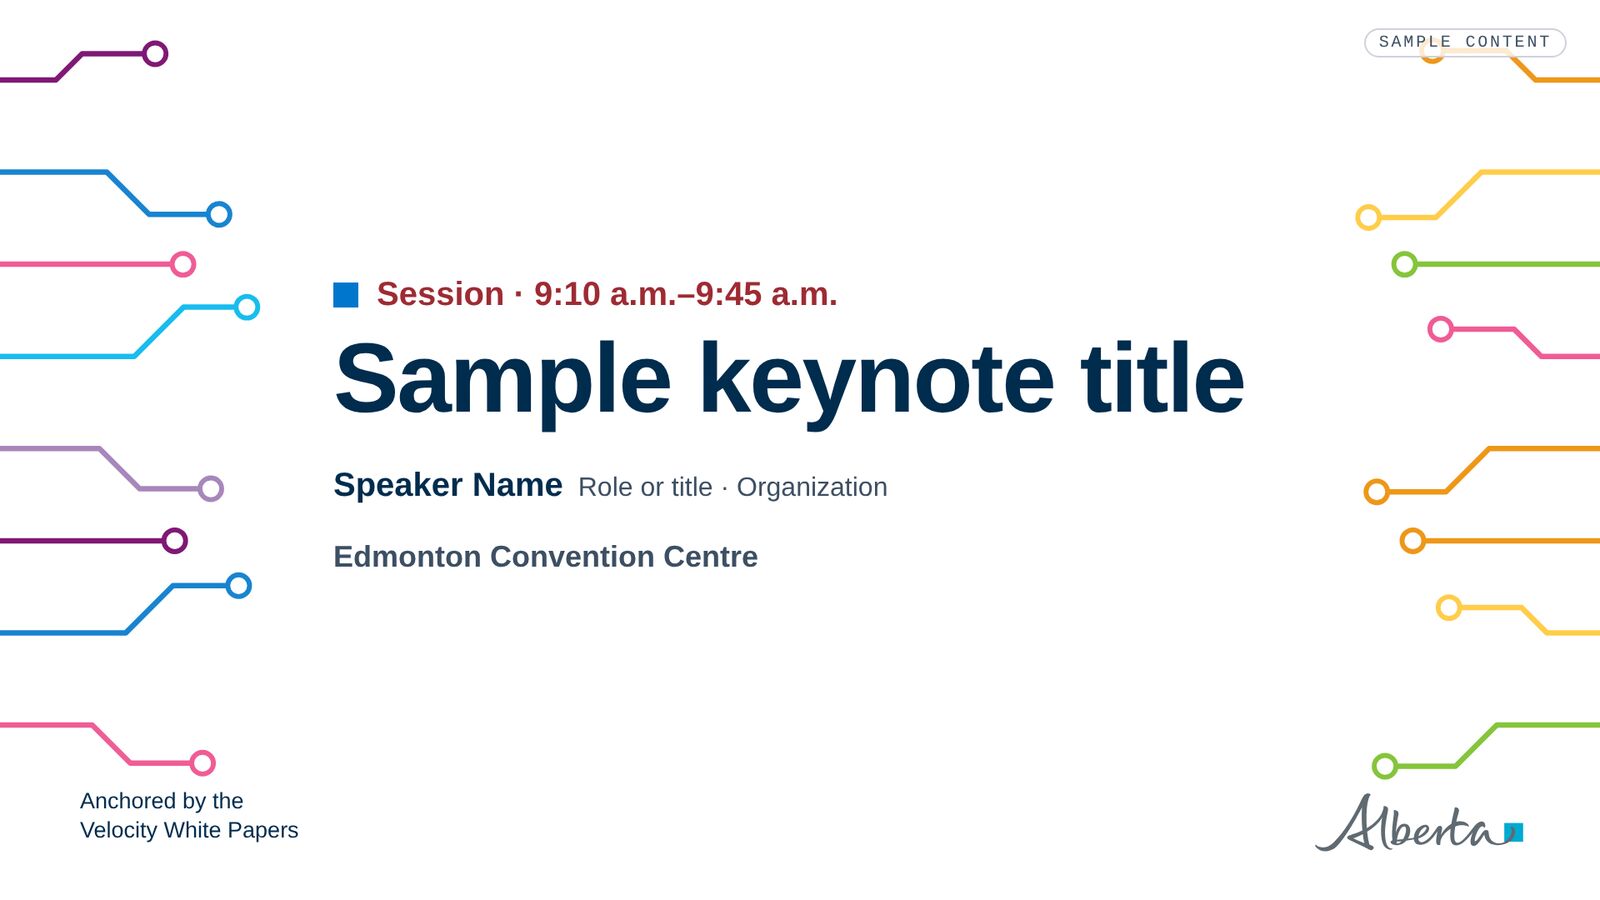 SAMPLE CONTENT
Session · 9:10 a.m.–9:45 a.m.
Sample keynote title
Speaker Name Role or title · Organization
Edmonton Convention Centre
Anchored by the
Velocity White Papers
Alberta